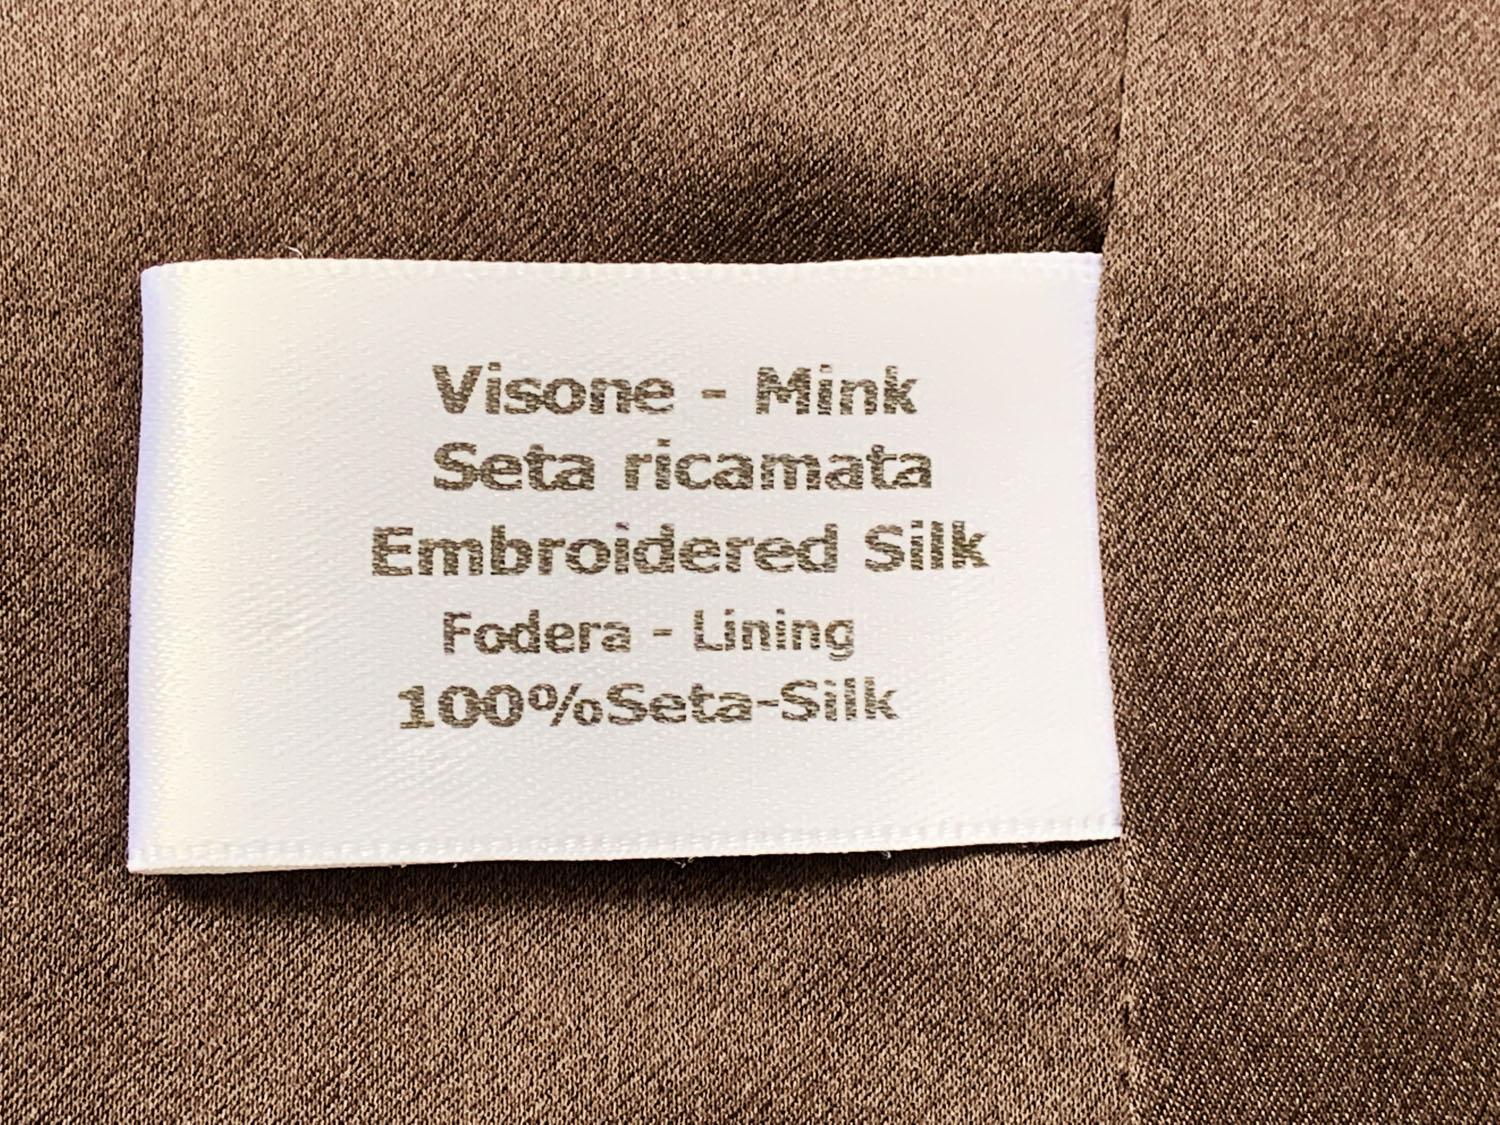 Visone - Mink
Seta ricamata
Embroidered Silk
Fodera - Lining
100%Seta-Silk